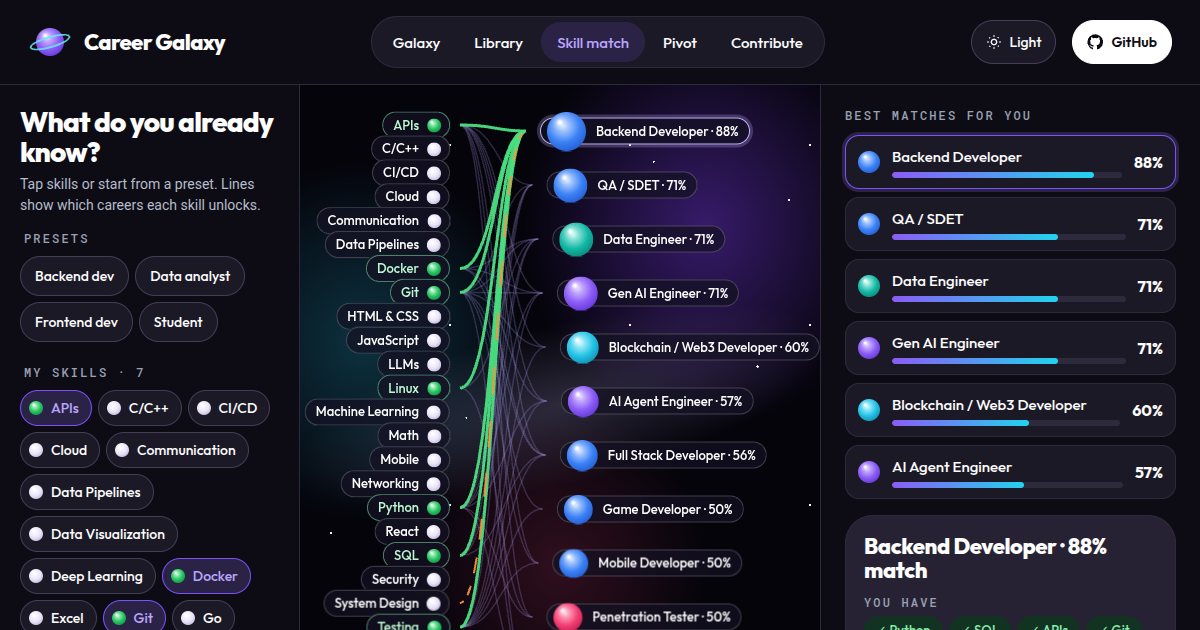 Career Galaxy
Galaxy
Library
Skill match
Pivot
Contribute
Light
GitHub
What do you already
know?
Tap skills or start from a preset. Lines
show which careers each skill unlocks.
PRESETS
Backend dev
Data analyst
Frontend dev
Student
MY SKILLS · 7
APIs
C/C++
CI/CD
Cloud
Communication
Data Pipelines
Data Visualization
Deep Learning
Docker
Excel
Git
Go
APIs
C/C++
CI/CD
Cloud
Communication
Data Pipelines
Docker
Git
HTML & CSS
JavaScript
LLMs
Linux
Machine Learning
Math
Mobile
Networking
Python
React
SQL
Security
System Design
Testing
Backend Developer · 88%
QA / SDET · 71%
Data Engineer · 71%
Gen AI Engineer · 71%
Blockchain / Web3 Developer · 60%
AI Agent Engineer · 57%
Full Stack Developer · 56%
Game Developer · 50%
Mobile Developer · 50%
Penetration Tester · 50%
BEST MATCHES FOR YOU
Backend Developer 88%
QA / SDET 71%
Data Engineer 71%
Gen AI Engineer 71%
Blockchain / Web3 Developer 60%
AI Agent Engineer 57%
Backend Developer · 88%
match
YOU HAVE
✓ Python ✓ SQL ✓ APIs ✓ Git